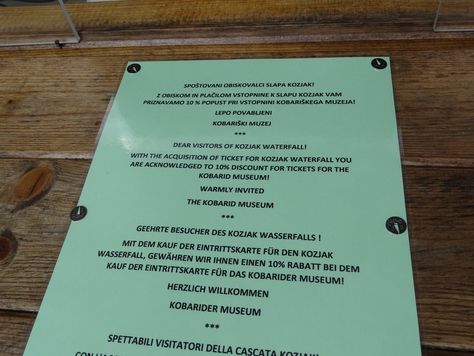 SPOŠTOVANI OBISKOVALCI SLAPA KOZJAK!
Z OBISKOM IN PLAČILOM VSTOPNINE K SLAPU KOZJAK VAM
PRIZNAVAMO 10 % POPUST PRI VSTOPNINI KOBARIŠKEGA MUZEJA!
LEPO POVABLJENI
KOBARIŠKI MUZEJ
***
DEAR VISITORS OF KOZJAK WATERFALL!
WITH THE ACQUISITION OF TICKET FOR KOZJAK WATERFALL YOU
ARE ACKNOWLEDGED TO 10% DISCOUNT FOR TICKETS FOR THE
KOBARID MUSEUM!
WARMLY INVITED
THE KOBARID MUSEUM
***
GEEHRTE BESUCHER DES KOZJAK WASSERFALLS !
MIT DEM KAUF DER EINTRITTSKARTE FÜR DEN KOZJAK
WASSERFALL, GEWÄHREN WIR IHNEN EINEN 10% RABATT BEI DEM
KAUF DER EINTRITTSKARTE FÜR DAS KOBARIDER MUSEUM!
HERZLICH WILLKOMMEN
KOBARIDER MUSEUM
***
SPETTABILI VISITATORI DELLA CASCATA KOZJAK!